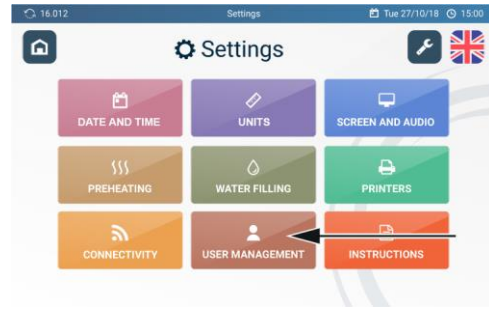 16.012 Settings Tue 27/10/18 15:00
Settings
DATE AND TIME UNITS SCREEN AND AUDIO
PREHEATING WATER FILLING PRINTERS
CONNECTIVITY USER MANAGEMENT INSTRUCTIONS